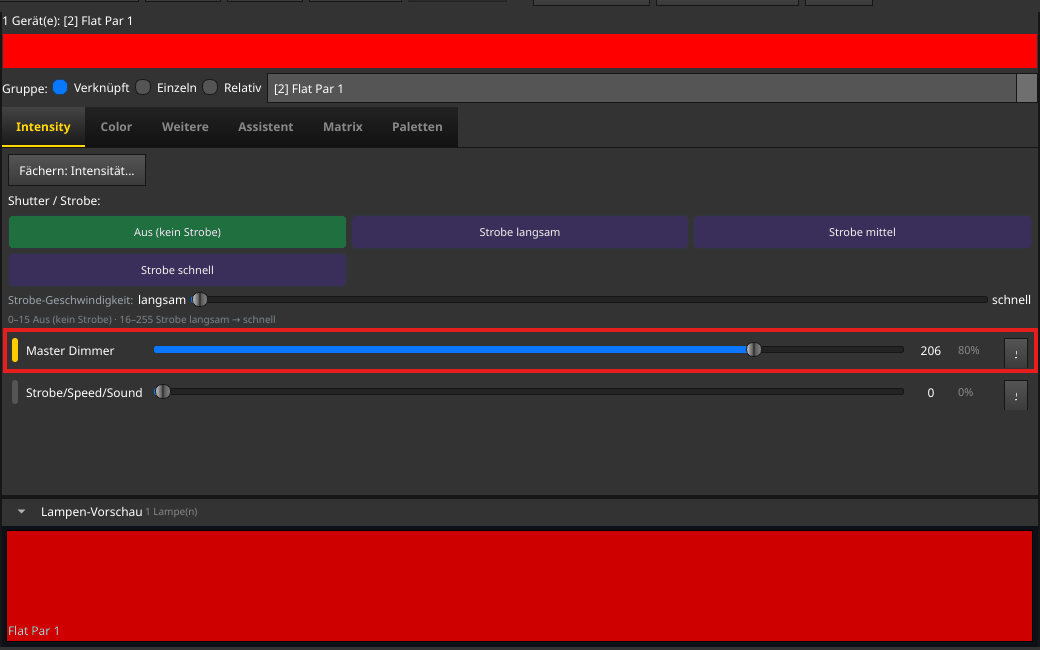 1 Gerät(e): [2] Flat Par 1
Gruppe: Verknüpft Einzeln Relativ [2] Flat Par 1
Intensity Color Weitere Assistent Matrix Paletten
Fächern: Intensität...
Shutter / Strobe:
Aus (kein Strobe) Strobe langsam Strobe mittel
Strobe schnell
Strobe-Geschwindigkeit: langsam schnell
0–15 Aus (kein Strobe) · 16–255 Strobe langsam → schnell
Master Dimmer 206 80% !
Strobe/Speed/Sound 0 0% !
Lampen-Vorschau 1 Lampe(n)
Flat Par 1